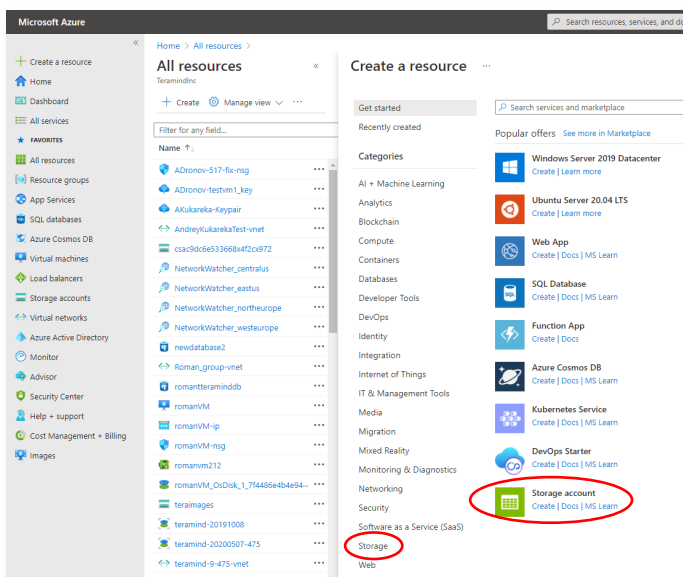 Microsoft Azure
Search resources, services, and do
«
Create a resource
Home
Dashboard
All services
FAVORITES
All resources
Resource groups
App Services
SQL databases
Azure Cosmos DB
Virtual machines
Load balancers
Storage accounts
Virtual networks
Azure Active Directory
Monitor
Advisor
Security Center
Help + support
Cost Management + Billing
Images
Home > All resources >
All resources «
TeramindInc
+ Create Manage view ...
Filter for any field...
Name ↑↓
ADronov-517-fix-nsg ...
ADronov-testvm1_key ...
AKukareka-Keypair ...
AndreyKukarekaTest-vnet ...
csac9dc6e533668x4f2cx972 ...
NetworkWatcher_centralus ...
NetworkWatcher_eastus ...
NetworkWatcher_northeurope ...
NetworkWatcher_westeurope ...
newdatabase2 ...
Roman_group-vnet ...
romantteraminddb ...
romanVM ...
romanVM-ip ...
romanVM-nsg ...
romanvm212 ...
romanVM_OsDisk_1_7f4486e4b4e94... ...
teraimages ...
teramind-20191008 ...
teramind-20200507-475 ...
teramind-9-475-vnet ...
Create a resource ...
Get started
Recently created
Categories
AI + Machine Learning
Analytics
Blockchain
Compute
Containers
Databases
Developer Tools
DevOps
Identity
Integration
Internet of Things
IT & Management Tools
Media
Migration
Mixed Reality
Monitoring & Diagnostics
Networking
Security
Software as a Service (SaaS)
Storage
Web
Search services and marketplace
Popular offers See more in Marketplace
Windows Server 2019 Datacenter
Create | Learn more
Ubuntu Server 20.04 LTS
Create | Learn more
Web App
Create | Docs | MS Learn
SQL Database
Create | Docs | MS Learn
Function App
Create | Docs
Azure Cosmos DB
Create | Docs | MS Learn
Kubernetes Service
Create | Docs | MS Learn
DevOps Starter
Create | Docs | MS Learn
Storage account
Create | Docs | MS Learn